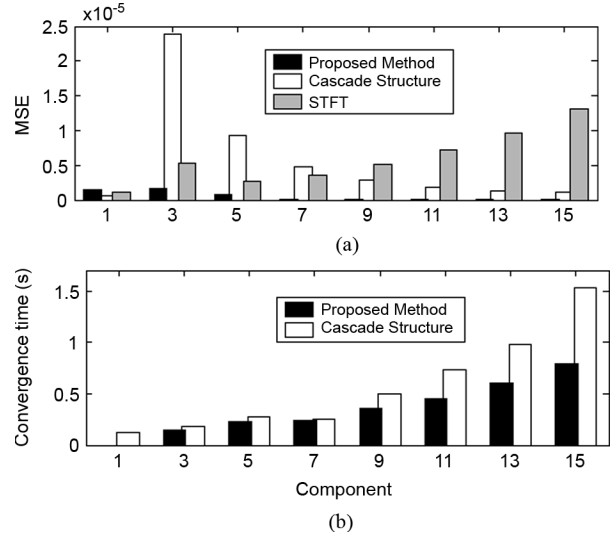 x10^-5
2.5
2
1.5
1
0.5
0
MSE
Proposed Method
Cascade Structure
STFT
1 3 5 7 9 11 13 15
(a)
1.5
1
0.5
0
Convergence time (s)
Proposed Method
Cascade Structure
1 3 5 7 9 11 13 15
Component
(b)